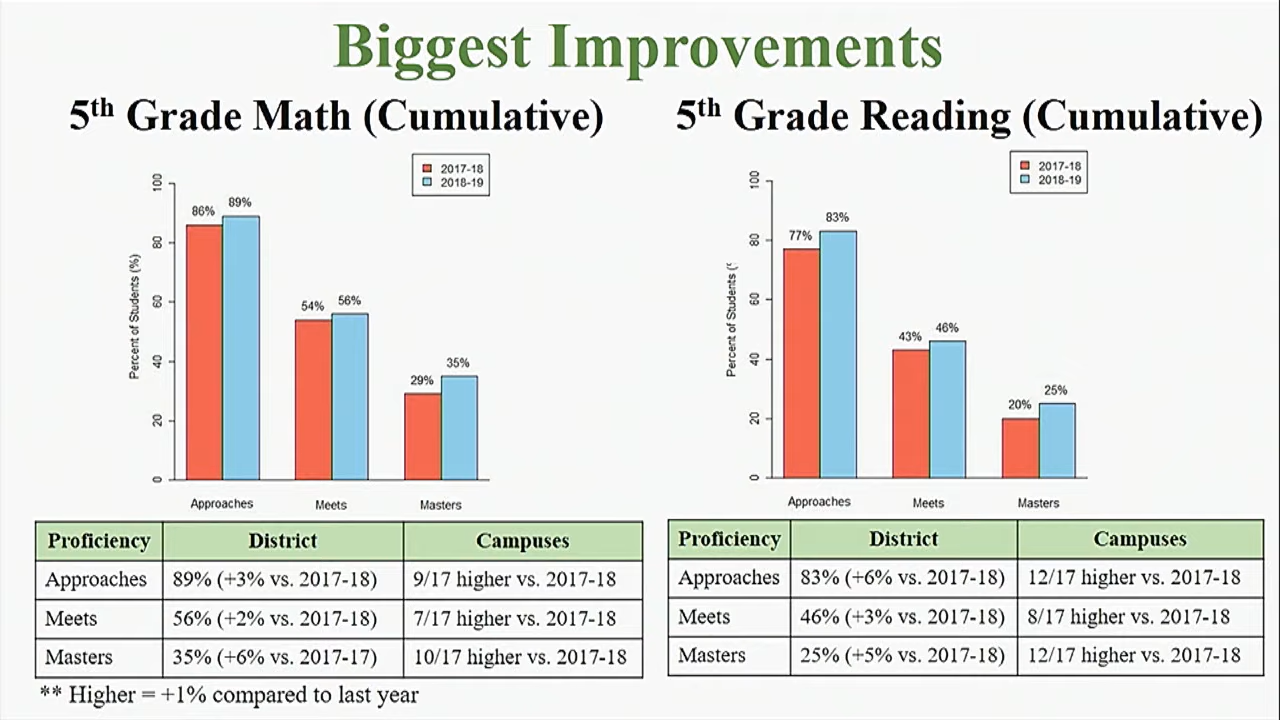 Biggest Improvements
5th Grade Math (Cumulative)
5th Grade Reading (Cumulative)
2017-18
2018-19
Percent of Students (%)
100
80
60
40
20
0
86%
89%
54%
56%
29%
35%
Approaches
Meets
Masters
2017-18
2018-19
Percent of Students (
100
80
60
40
20
0
77%
83%
43%
46%
20%
25%
Approaches
Meets
Masters
Proficiency District Campuses
Approaches 89% (+3% vs. 2017-18) 9/17 higher vs. 2017-18
Meets 56% (+2% vs. 2017-18) 7/17 higher vs. 2017-18
Masters 35% (+6% vs. 2017-17) 10/17 higher vs. 2017-18
** Higher = +1% compared to last year
Proficiency District Campuses
Approaches 83% (+6% vs. 2017-18) 12/17 higher vs. 2017-18
Meets 46% (+3% vs. 2017-18) 8/17 higher vs. 2017-18
Masters 25% (+5% vs. 2017-18) 12/17 higher vs. 2017-18